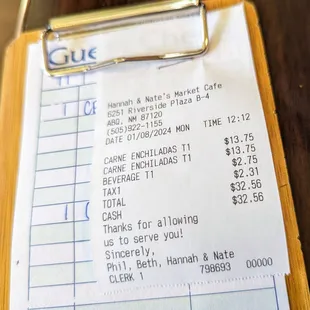 Gue
Hannah & Nate's Market Cafe
6251 Riverside Plaza B-4
ABQ, NM 87120
(505)922-1155
DATE 01/08/2024 MON TIME 12:12
CARNE ENCHILADAS T1 $13.75
CARNE ENCHILADAS T1 $13.75
BEVERAGE T1 $2.75
TAX1 $2.31
TOTAL $32.56
CASH $32.56
Thanks for allowing
us to serve you!
Sincerely,
Phil, Beth, Hannah & Nate
CLERK 1 798693 00000